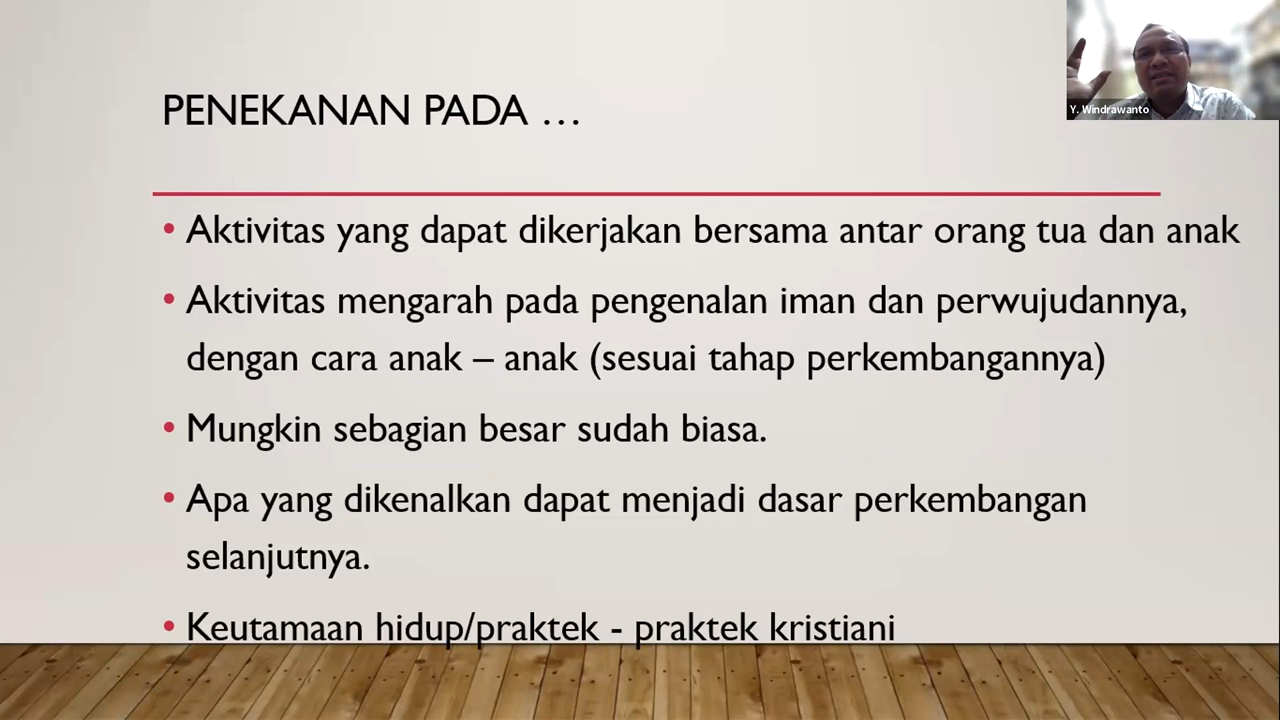 PENEKANAN PADA …
Y. Windrawanto
• Aktivitas yang dapat dikerjakan bersama antar orang tua dan anak
• Aktivitas mengarah pada pengenalan iman dan perwujudannya,
dengan cara anak – anak (sesuai tahap perkembangannya)
• Mungkin sebagian besar sudah biasa.
• Apa yang dikenalkan dapat menjadi dasar perkembangan
selanjutnya.
• Keutamaan hidup/praktek - praktek kristiani